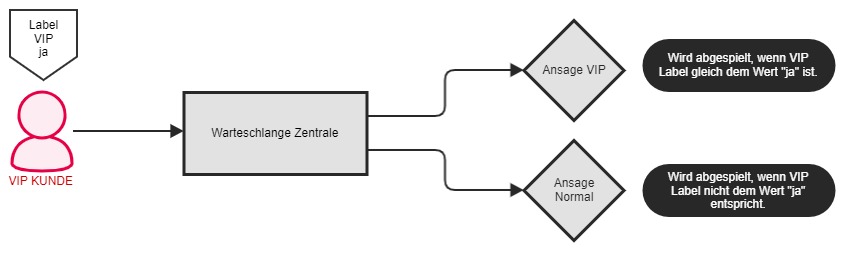 Label
VIP
ja
VIP KUNDE
Warteschlange Zentrale
Ansage VIP
Wird abgespielt, wenn VIP
Label gleich dem Wert "ja" ist.
Ansage
Normal
Wird abgespielt, wenn VIP
Label nicht dem Wert "ja"
entspricht.